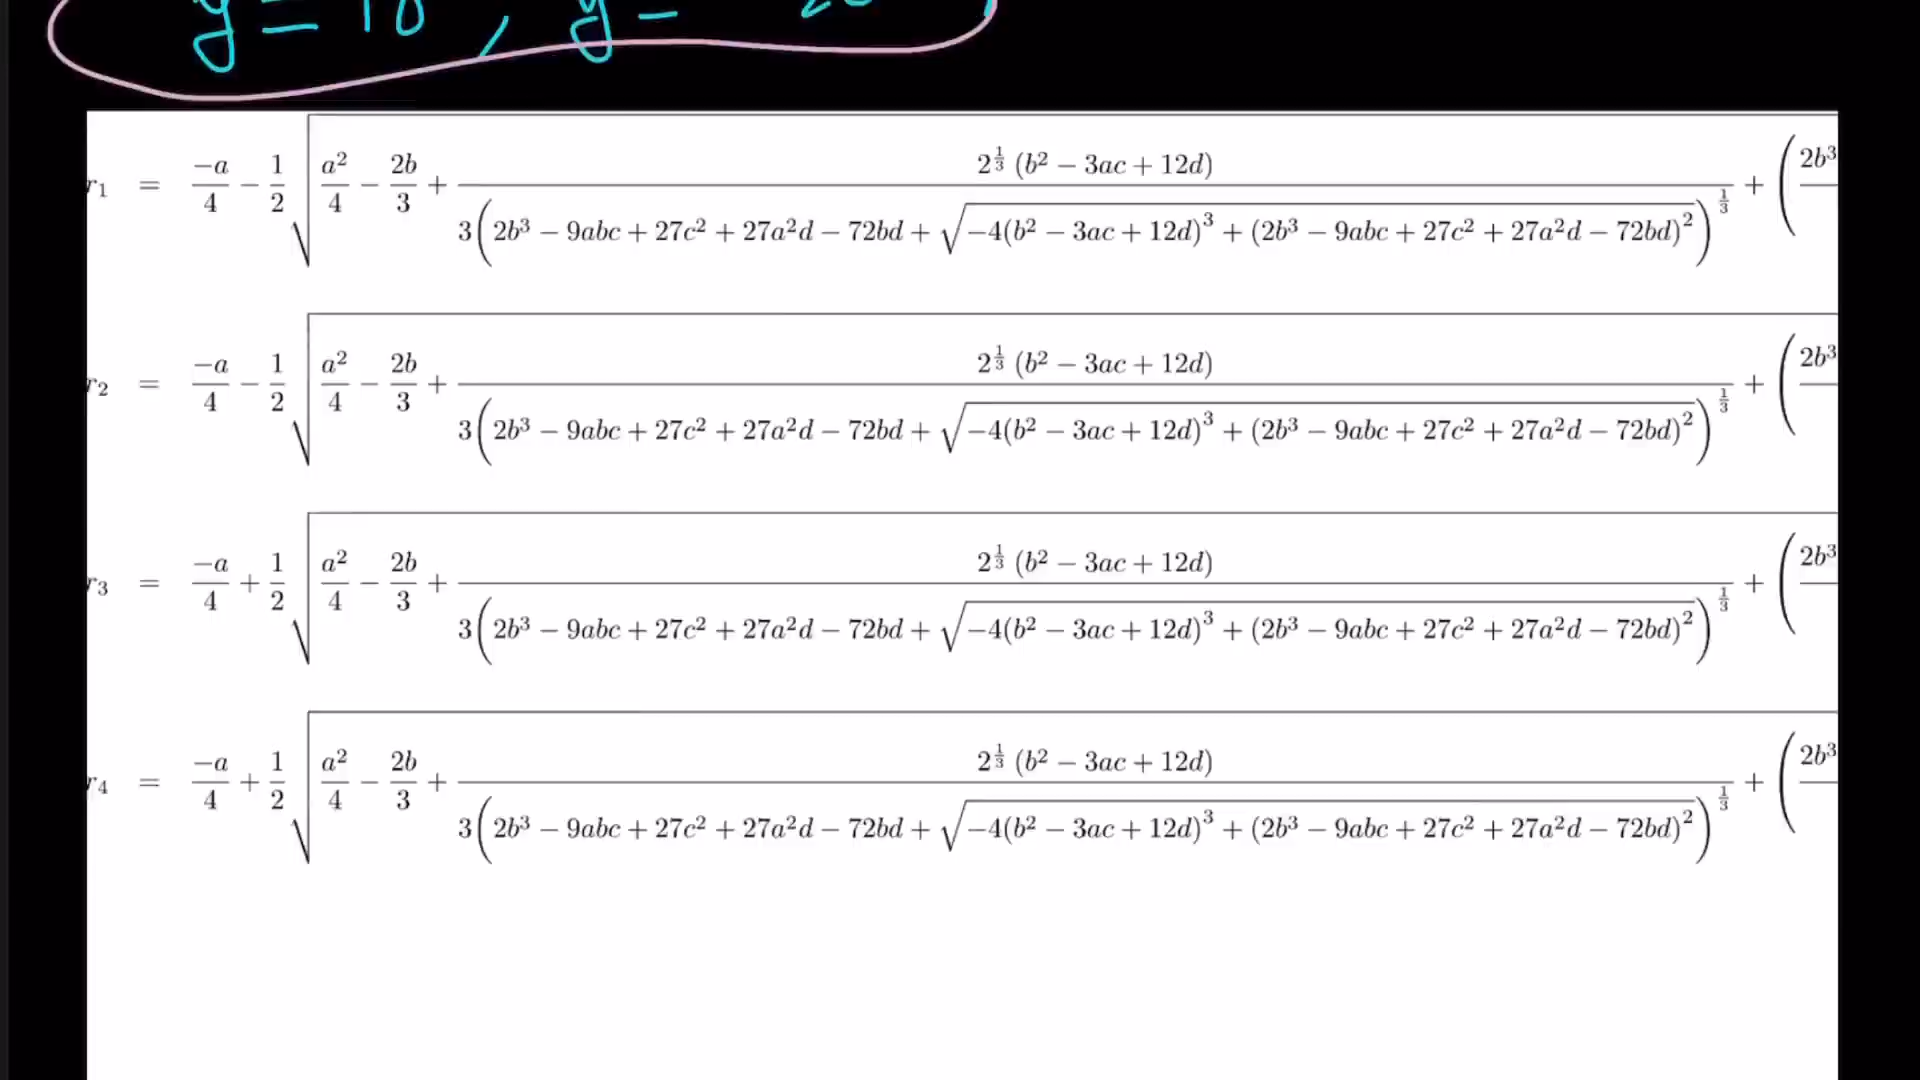 y = 18 , y = -20
r₁ = -a/4 - 1/2 √(a²/4 - 2b/3 + 2^(1/3) (b² - 3ac + 12d) / 3(2b³ - 9abc + 27c² + 27a²d - 72bd + √(-4(b² - 3ac + 12d)³ + (2b³ - 9abc + 27c² + 27a²d - 72bd)²))^(1/3) + (2b³
r₂ = -a/4 - 1/2 √(a²/4 - 2b/3 + 2^(1/3) (b² - 3ac + 12d) / 3(2b³ - 9abc + 27c² + 27a²d - 72bd + √(-4(b² - 3ac + 12d)³ + (2b³ - 9abc + 27c² + 27a²d - 72bd)²))^(1/3) + (2b³
r₃ = -a/4 + 1/2 √(a²/4 - 2b/3 + 2^(1/3) (b² - 3ac + 12d) / 3(2b³ - 9abc + 27c² + 27a²d - 72bd + √(-4(b² - 3ac + 12d)³ + (2b³ - 9abc + 27c² + 27a²d - 72bd)²))^(1/3) + (2b³
r₄ = -a/4 + 1/2 √(a²/4 - 2b/3 + 2^(1/3) (b² - 3ac + 12d) / 3(2b³ - 9abc + 27c² + 27a²d - 72bd + √(-4(b² - 3ac + 12d)³ + (2b³ - 9abc + 27c² + 27a²d - 72bd)²))^(1/3) + (2b³